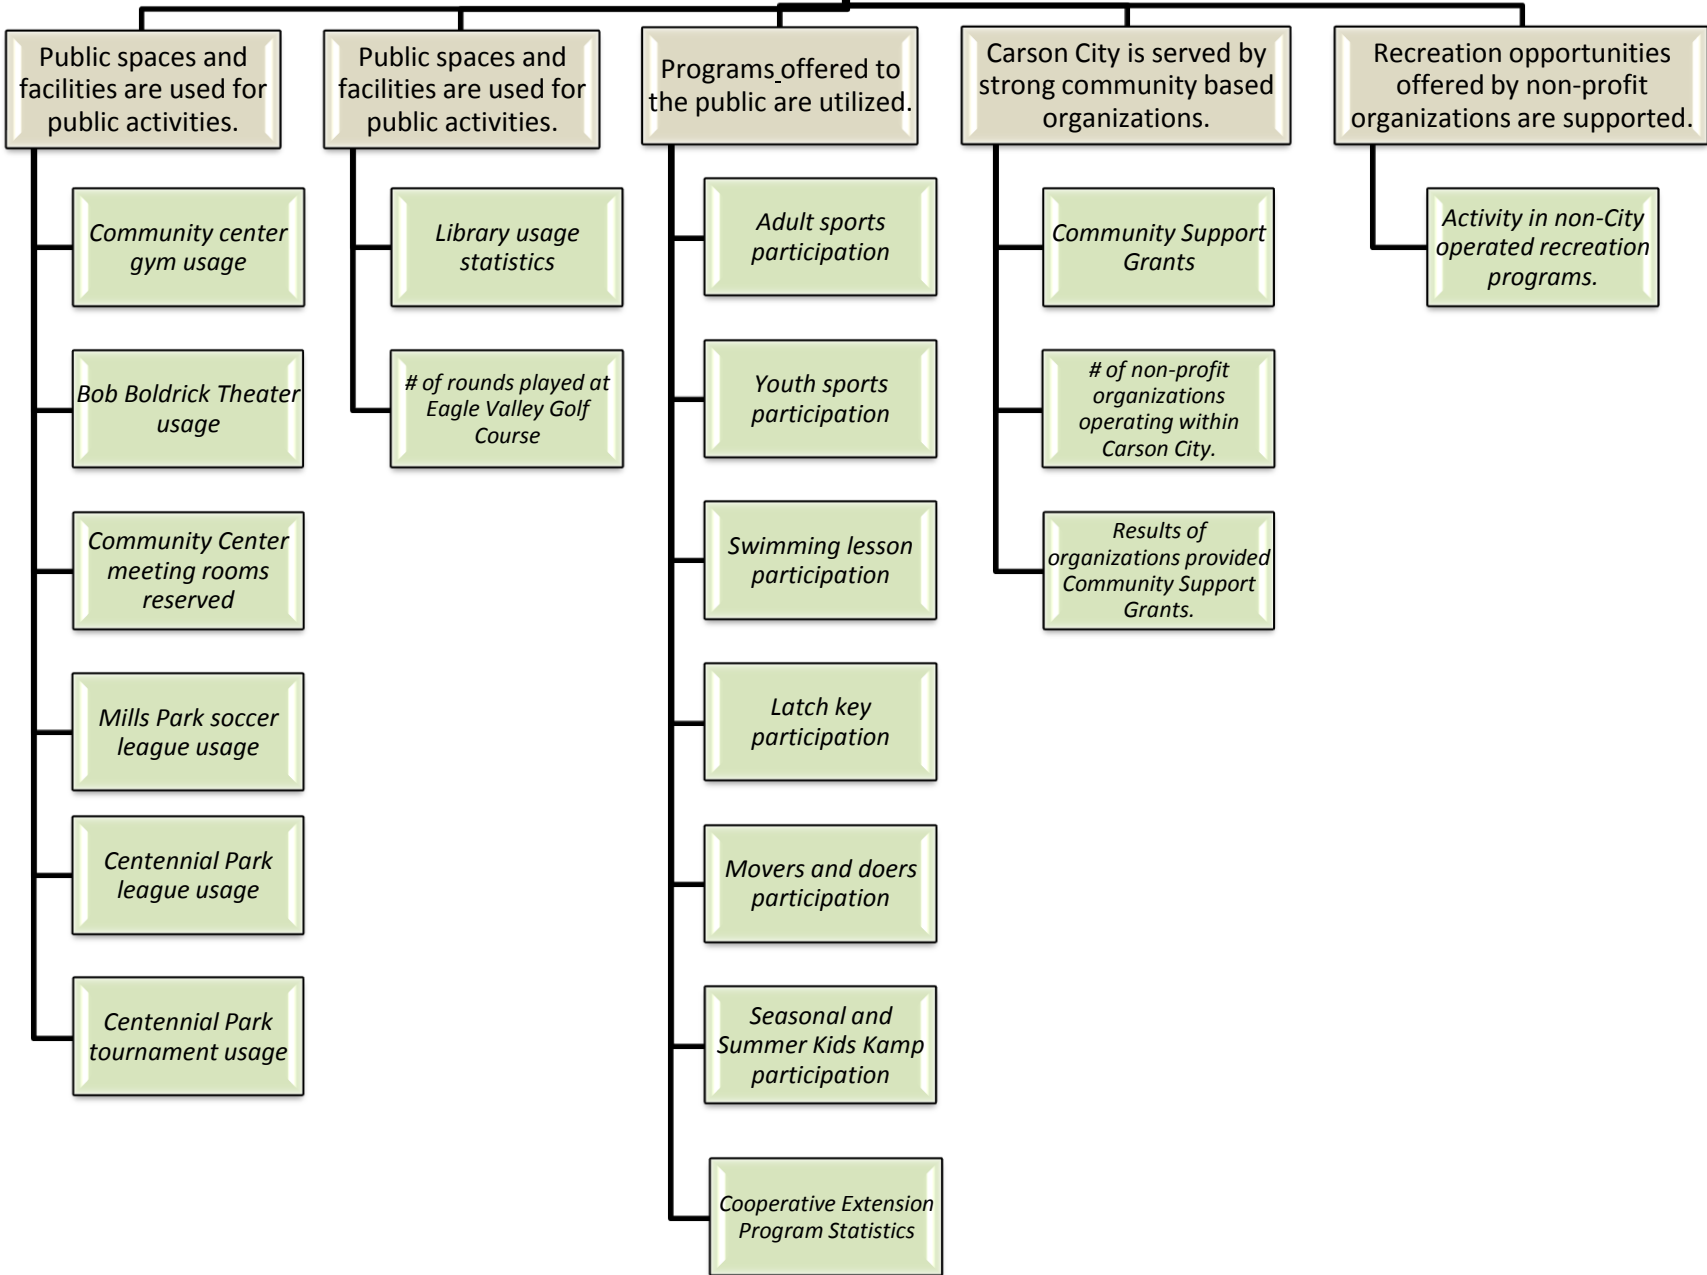 Public spaces and
facilities are used for
public activities.
Community center
gym usage
Bob Boldrick Theater
usage
Community Center
meeting rooms
reserved
Mills Park soccer
league usage
Centennial Park
league usage
Centennial Park
tournament usage
Public spaces and
facilities are used for
public activities.
Library usage
statistics
# of rounds played at
Eagle Valley Golf
Course
Programs offered to
the public are utilized.
Adult sports
participation
Youth sports
participation
Swimming lesson
participation
Latch key
participation
Movers and doers
participation
Seasonal and
Summer Kids Kamp
participation
Cooperative Extension
Program Statistics
Carson City is served by
strong community based
organizations.
Community Support
Grants
# of non-profit
organizations
operating within
Carson City.
Results of
organizations provided
Community Support
Grants.
Recreation opportunities
offered by non-profit
organizations are supported.
Activity in non-City
operated recreation
programs.